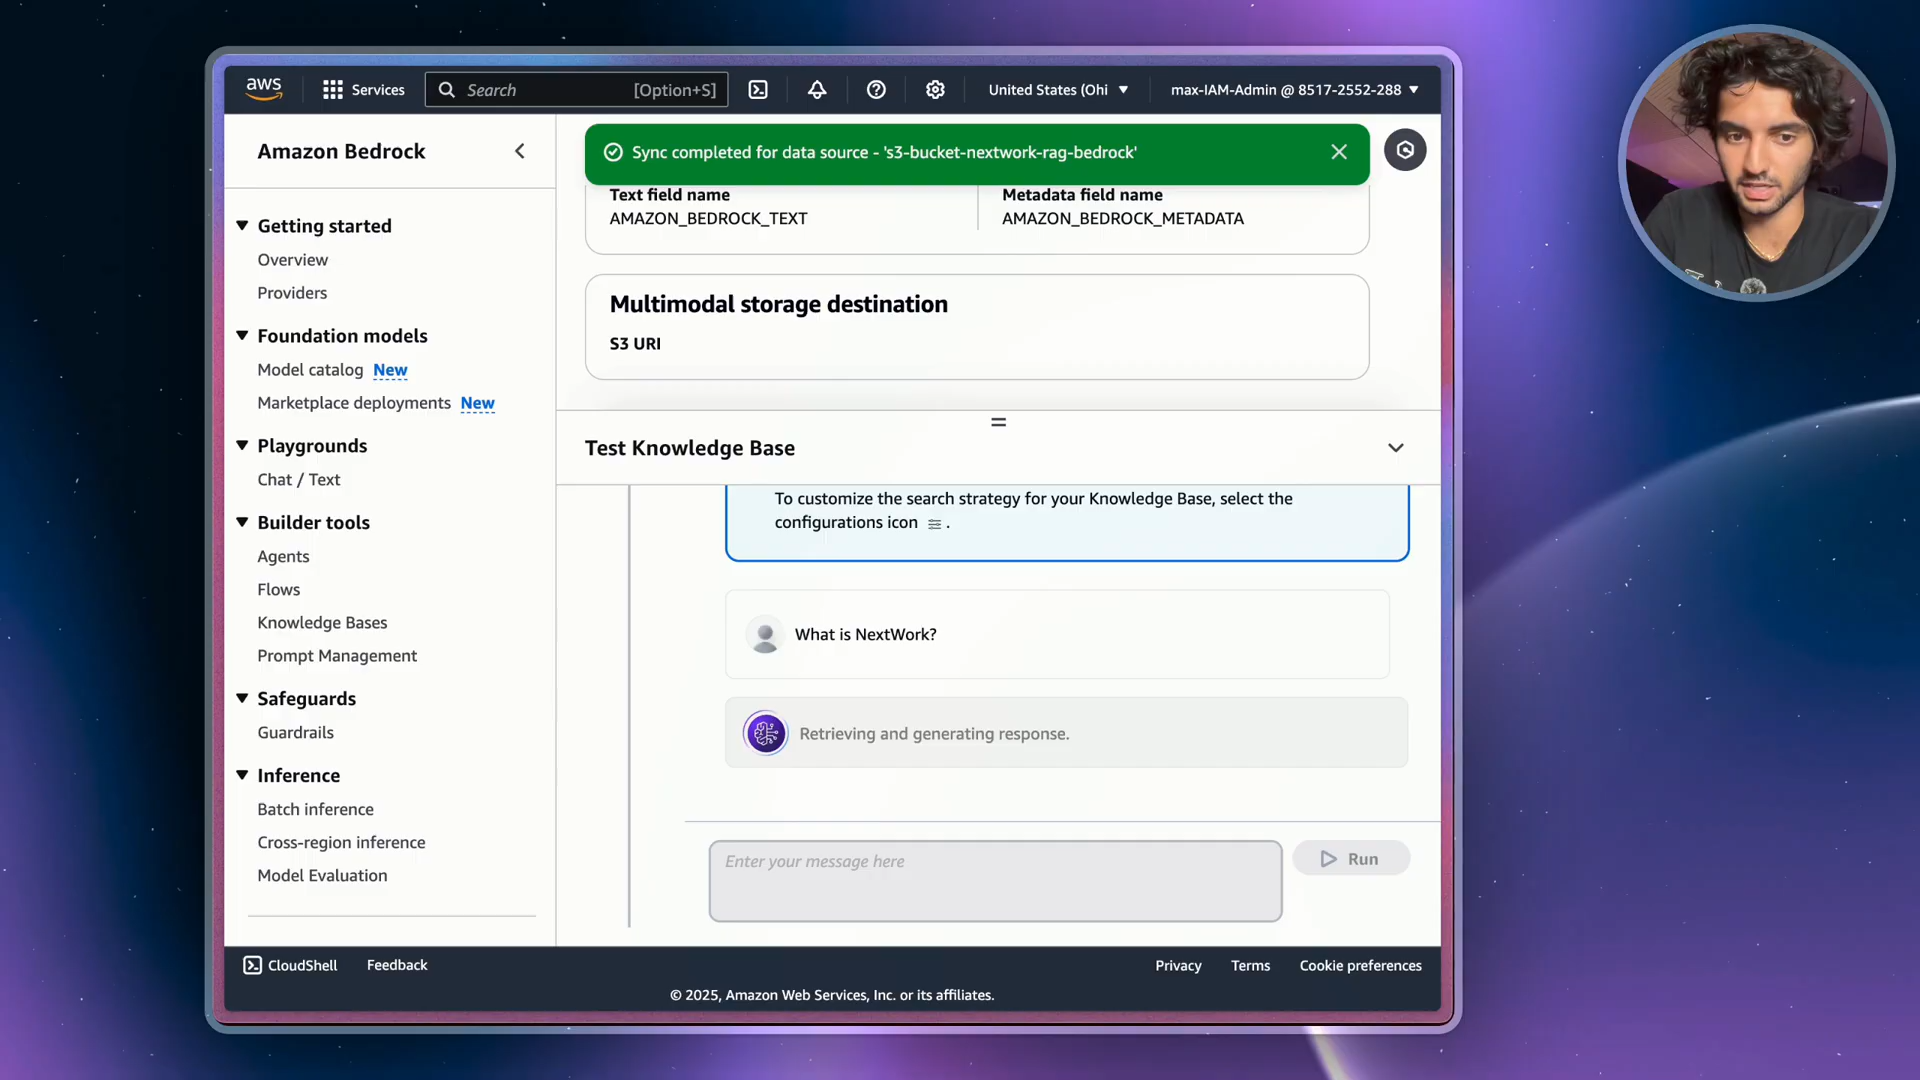 aws
Services
Search
[Option+S]
United States (Ohi
max-IAM-Admin @ 8517-2552-288
Amazon Bedrock
Getting started
Overview
Providers
Foundation models
Model catalog New
Marketplace deployments New
Playgrounds
Chat / Text
Builder tools
Agents
Flows
Knowledge Bases
Prompt Management
Safeguards
Guardrails
Inference
Batch inference
Cross-region inference
Model Evaluation
Sync completed for data source - 's3-bucket-nextwork-rag-bedrock'
Text field name
AMAZON_BEDROCK_TEXT
Metadata field name
AMAZON_BEDROCK_METADATA
Multimodal storage destination
S3 URI
Test Knowledge Base
To customize the search strategy for your Knowledge Base, select the
configurations icon .
What is NextWork?
Retrieving and generating response.
Enter your message here
Run
CloudShell
Feedback
Privacy
Terms
Cookie preferences
© 2025, Amazon Web Services, Inc. or its affiliates.